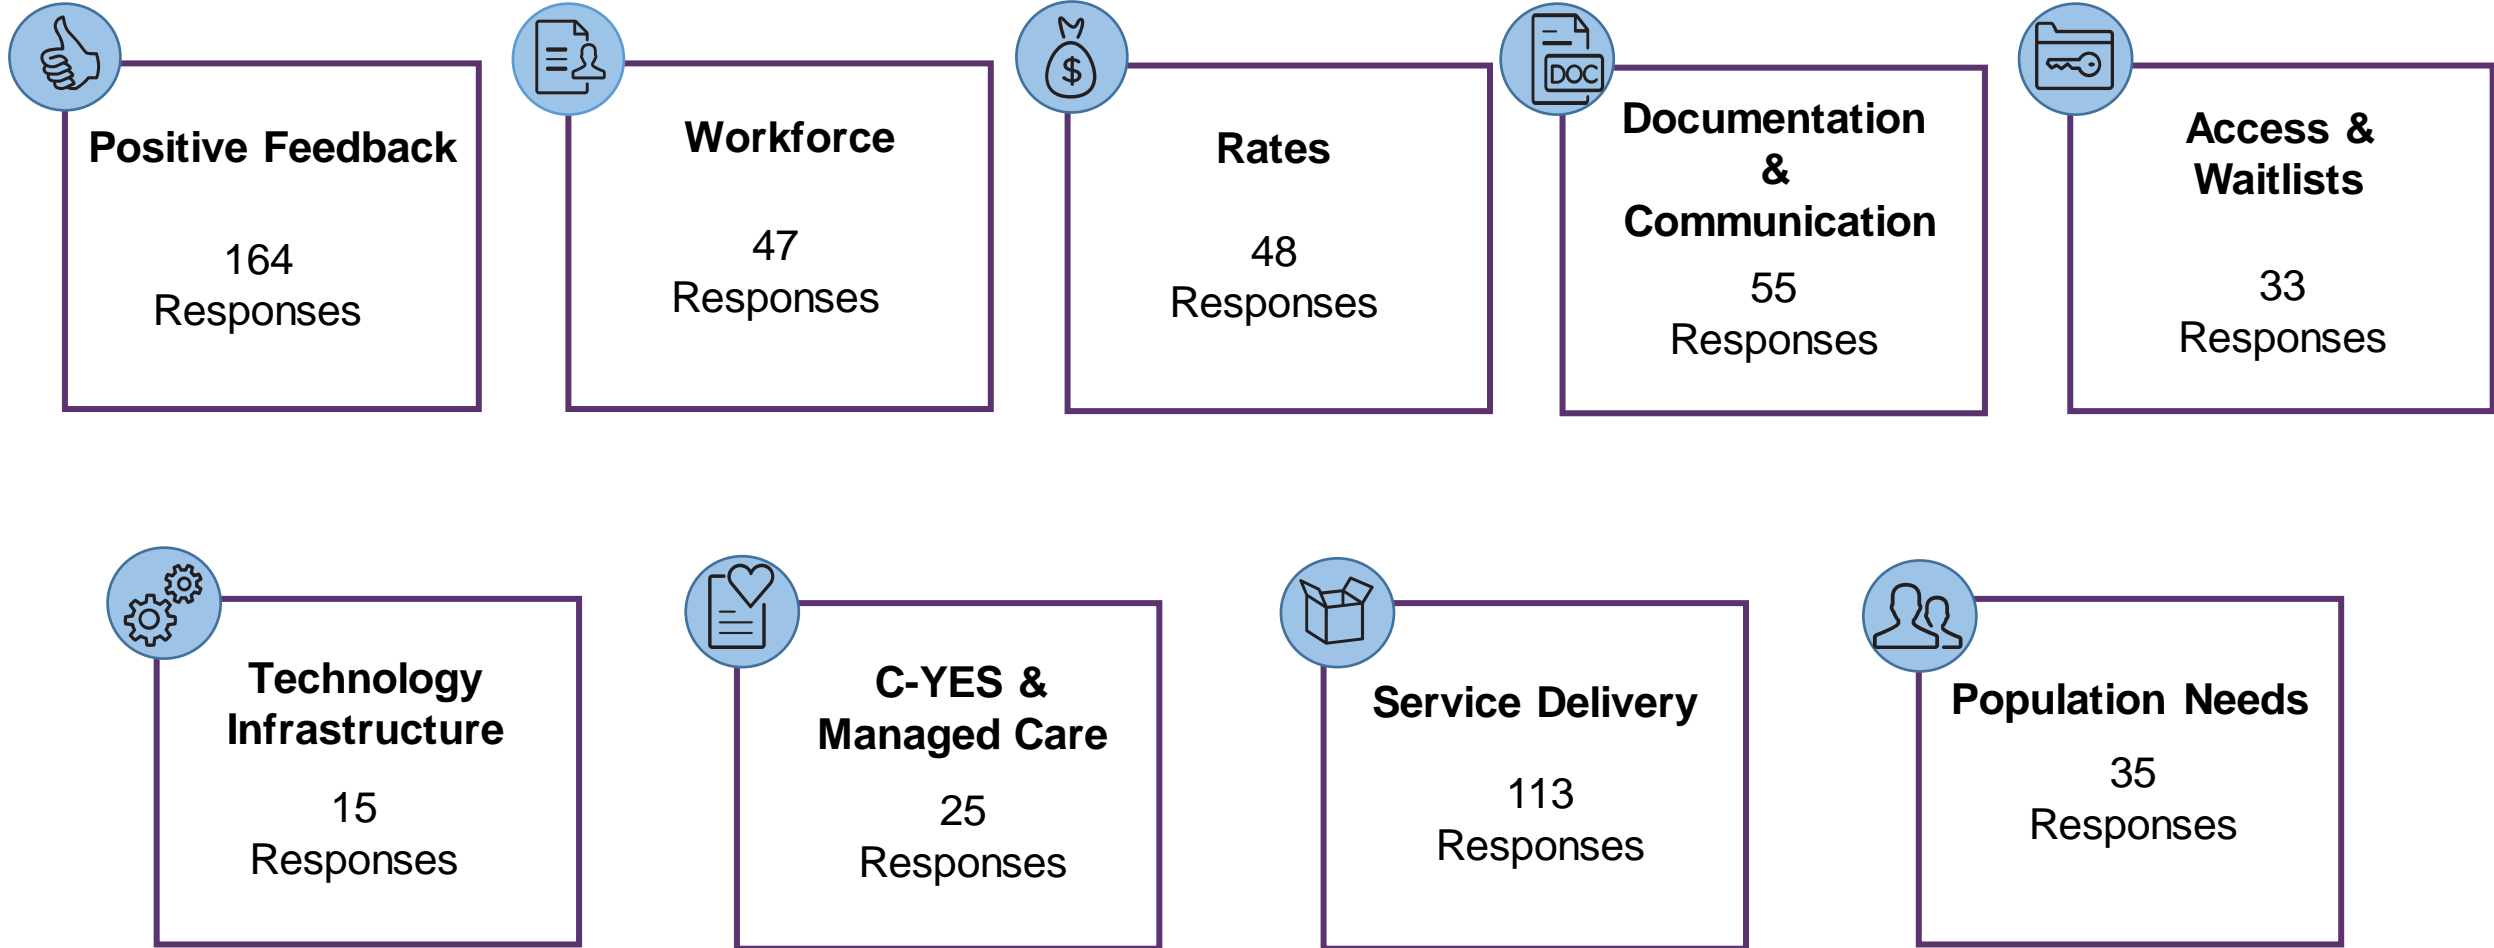 Positive Feedback
164
Responses
Workforce
47
Responses
Rates
48
Responses
DOC
Documentation
&
Communication
55
Responses
Access &
Waitlists
33
Responses
Technology
Infrastructure
15
Responses
C-YES &
Managed Care
25
Responses
Service Delivery
113
Responses
Population Needs
35
Responses